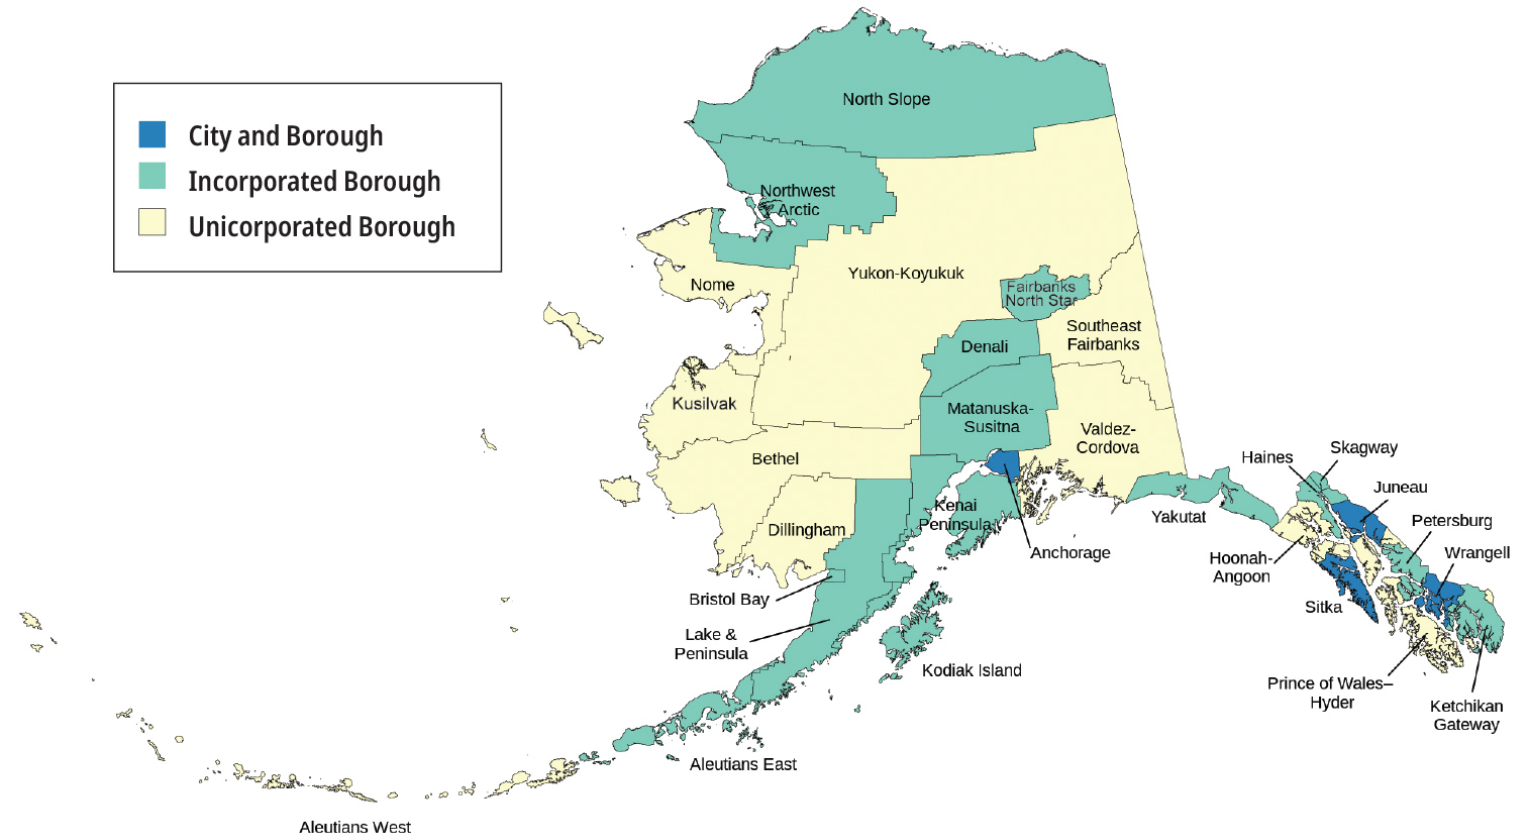 City and Borough
Incorporated Borough
Unicorporated Borough
North Slope
Northwest
Arctic
Yukon-Koyukuk
Nome
Fairbanks
North Star
Southeast
Fairbanks
Denali
Kusilvak
Matanuska-
Susitna
Valdez-
Cordova
Bethel
Dillingham
Kenai
Peninsula
Anchorage
Yakutat
Haines
Skagway
Juneau
Petersburg
Wrangell
Hoonah-
Angoon
Sitka
Bristol Bay
Lake &
Peninsula
Kodiak Island
Prince of Wales–
Hyder
Ketchikan
Gateway
Aleutians East
Aleutians West